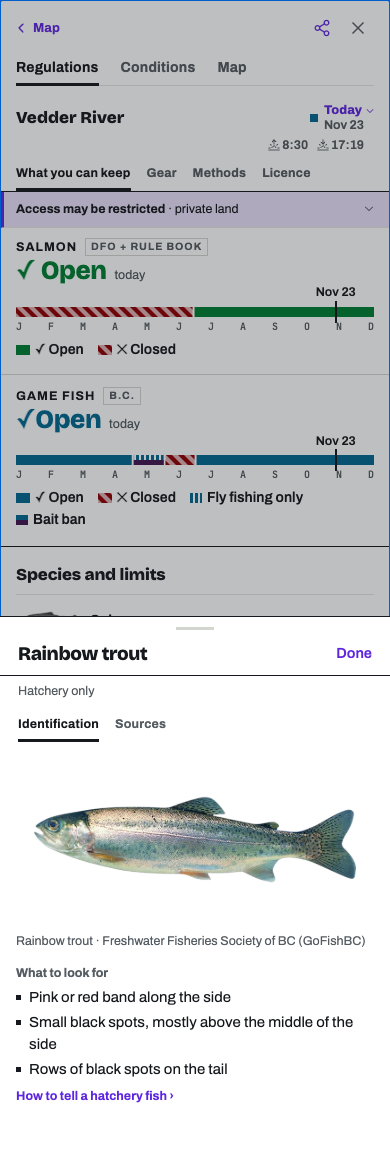 Map
Regulations Conditions Map
Vedder River
Today
Nov 23
8:30 17:19
What you can keep Gear Methods Licence
Access may be restricted · private land
SALMON DFO + RULE BOOK
✓ Open today
Nov 23
J F M A M J J A S O N D
✓ Open ✕ Closed
GAME FISH B.C.
✓ Open today
Nov 23
J F M A M J J A S O N D
✓ Open ✕ Closed Fly fishing only
Bait ban
Species and limits
Rainbow trout Done
Hatchery only
Identification Sources
Rainbow trout · Freshwater Fisheries Society of BC (GoFishBC)
What to look for
Pink or red band along the side
Small black spots, mostly above the middle of the
side
Rows of black spots on the tail
How to tell a hatchery fish ›